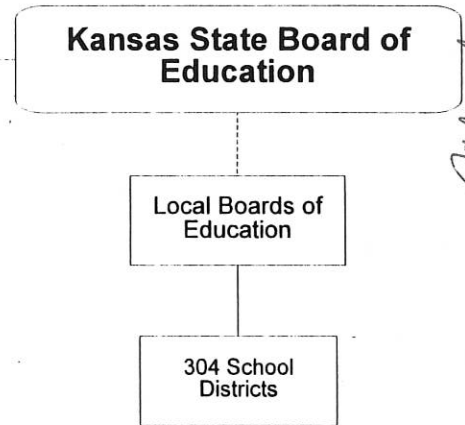 Kansas State Board of
Education
Local Boards of
Education
304 School
Districts